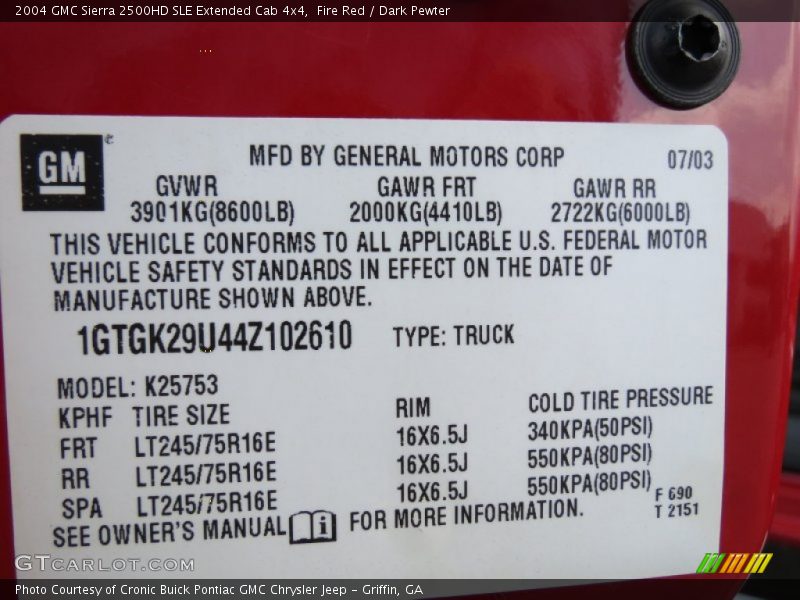 2004 GMC Sierra 2500HD SLE Extended Cab 4x4, Fire Red / Dark Pewter
GM
MFD BY GENERAL MOTORS CORP 07/03
GVWR GAWR FRT GAWR RR
3901KG(8600LB) 2000KG(4410LB) 2722KG(6000LB)
THIS VEHICLE CONFORMS TO ALL APPLICABLE U.S. FEDERAL MOTOR
VEHICLE SAFETY STANDARDS IN EFFECT ON THE DATE OF
MANUFACTURE SHOWN ABOVE.
1GTGK29U44Z102610 TYPE: TRUCK
MODEL: K25753
KPHF TIRE SIZE RIM COLD TIRE PRESSURE
FRT LT245/75R16E 16X6.5J 340KPA(50PSI)
RR LT245/75R16E 16X6.5J 550KPA(80PSI)
SPA LT245/75R16E 16X6.5J 550KPA(80PSI)
SEE OWNER'S MANUAL FOR MORE INFORMATION.
F 690
T 2151
GTCARLOT.COM
Photo Courtesy of Cronic Buick Pontiac GMC Chrysler Jeep - Griffin, GA